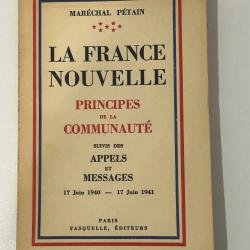 MARÉCHAL PÉTAIN
LA FRANCE
NOUVELLE
PRINCIPES
DE LA
COMMUNAUTÉ
SUIVIS DES
APPELS
ET
MESSAGES
17 Juin 1940 — 17 Juin 1941
PARIS
FASQUELLE, ÉDITEURS